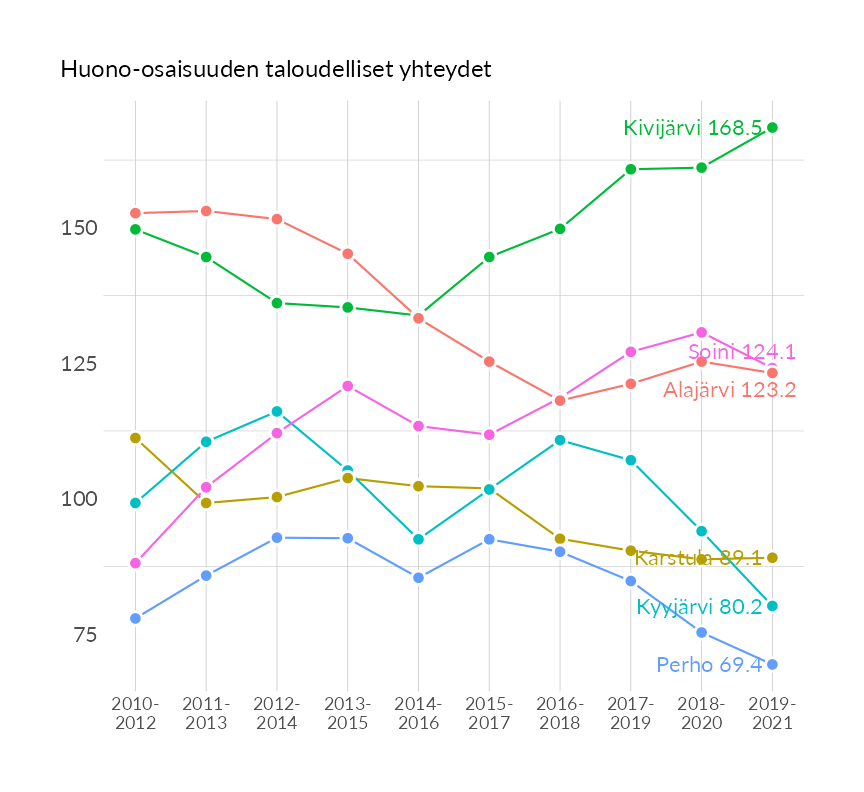 Huono-osaisuuden taloudelliset yhteydet
Kivijärvi 168.5
150
Soini 124.1
125
Alajärvi 123.2
100
Karstula 89.1
Kyyjärvi 80.2
75
Perho 69.4
2010- 2011- 2012- 2013- 2014- 2015- 2016- 2017- 2018- 2019-
2012 2013 2014 2015 2016 2017 2018 2019 2020 2021